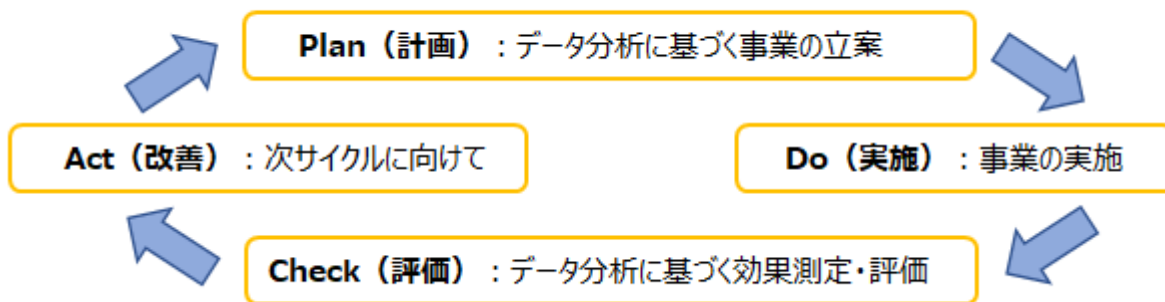 Plan（計画）：データ分析に基づく事業の立案
Act（改善）：次サイクルに向けて
Do（実施）：事業の実施
Check（評価）：データ分析に基づく効果測定・評価